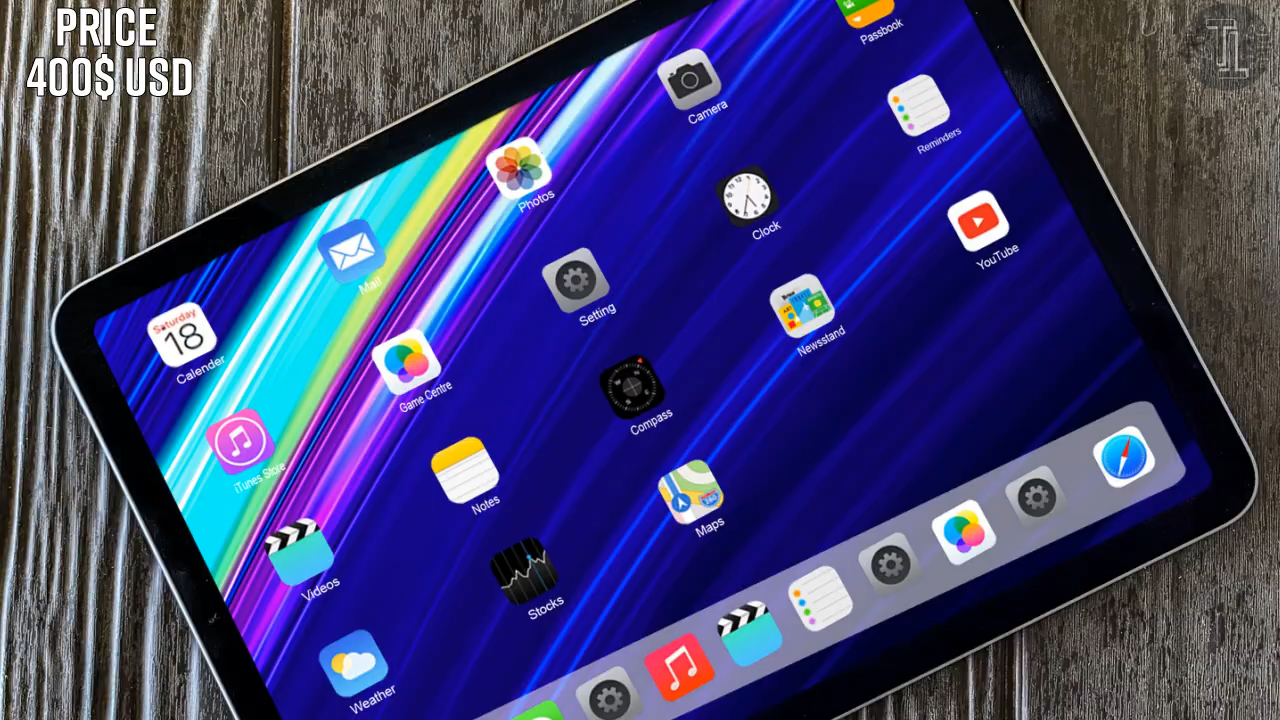 PRICE
400$ USD
Passbook
Camera
Reminders
Photos
Clock
YouTube
Mail
Setting
Newsstand
Saturday
18
Calender
Game Centre
Compass
iTunes Store
Notes
Maps
Videos
Stocks
Weather